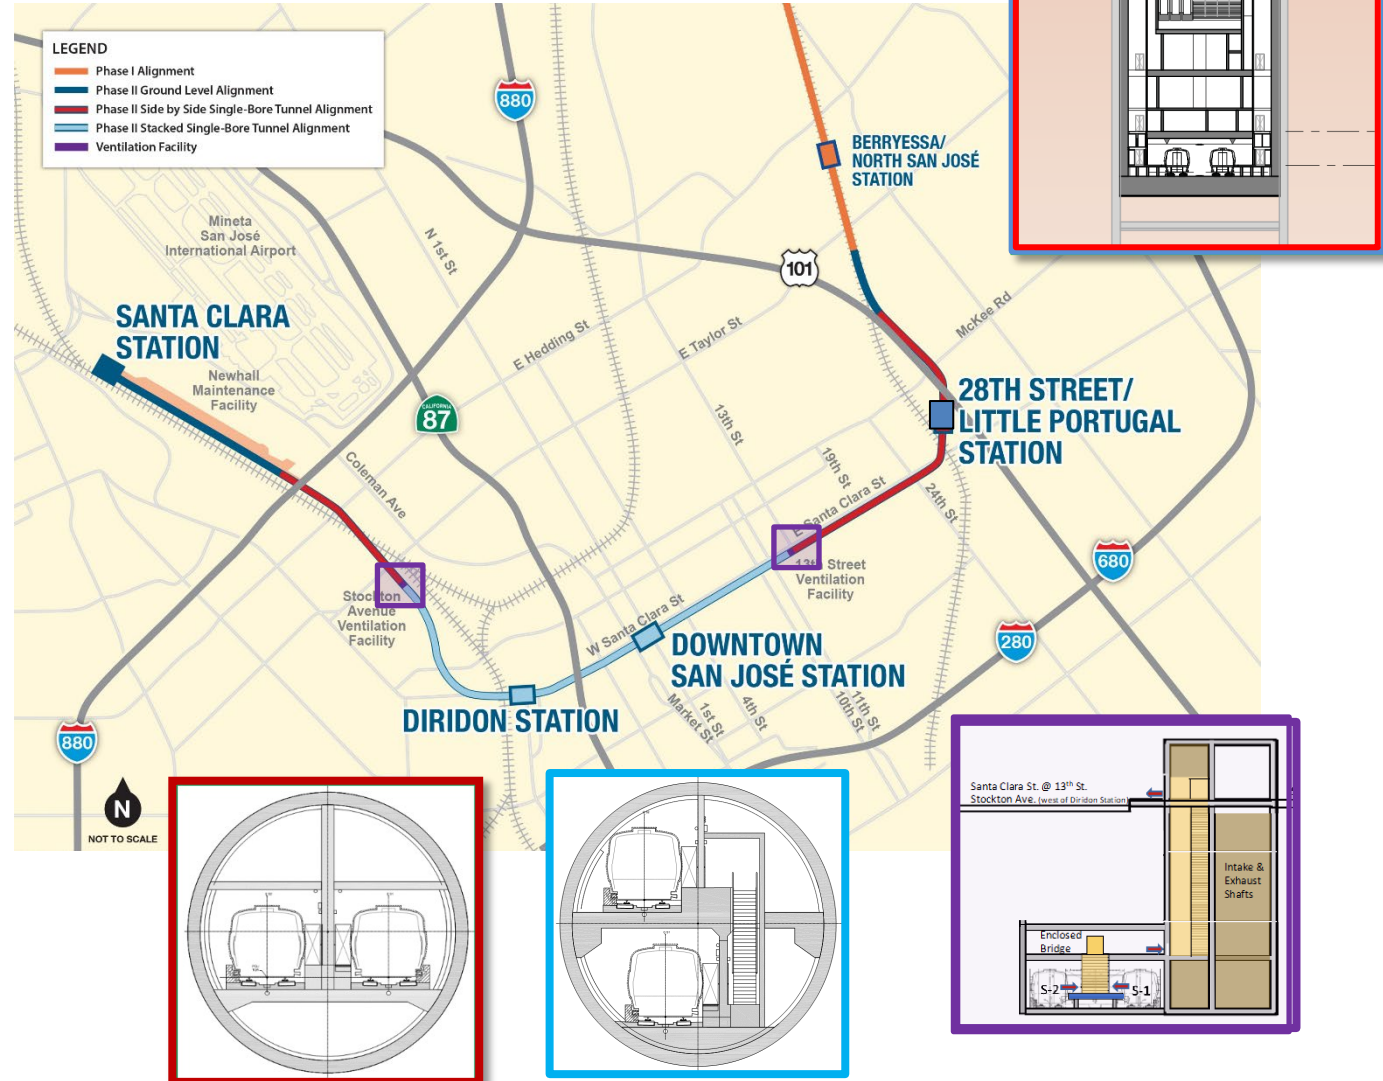 LEGEND
Phase I Alignment
Phase II Ground Level Alignment
Phase II Side by Side Single-Bore Tunnel Alignment
Phase II Stacked Single-Bore Tunnel Alignment
Ventilation Facility
880
BERRYESSA/
NORTH SAN JOSÉ
STATION
Mineta
San José
International Airport
N 1st St
101
McKee Rd
SANTA CLARA
STATION
E Hedding St
E Taylor St
Newhall
Maintenance
Facility
CALIFORNIA
87
28TH STREET/
LITTLE PORTUGAL
STATION
13th St
19th St
24th St
Coleman Ave
E Santa Clara St
13th Street
Ventilation
Facility
680
Stockton
Avenue
Ventilation
Facility
W Santa Clara St
280
DOWNTOWN
SAN JOSÉ STATION
DIRIDON STATION
Market St
1st St
4th St
10th St
11th St
880
N
NOT TO SCALE
Santa Clara St. @ 13th St.
Stockton Ave. (west of Diridon Station)
Intake &
Exhaust
Shafts
Enclosed
Bridge
S-2
S-1